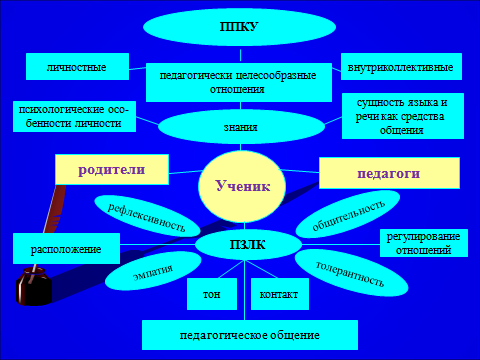 ППКУ
личностные
внутриколлективные
педагогически целесообразные
отношения
психологические осо-
бенности личности
знания
сущность языка и
речи как средства
общения
родители
Ученик
педагоги
рефлексивность
общительность
расположение
ПЗЛК
регулирование
отношений
эмпатия
толерантность
тон
контакт
педагогическое общение